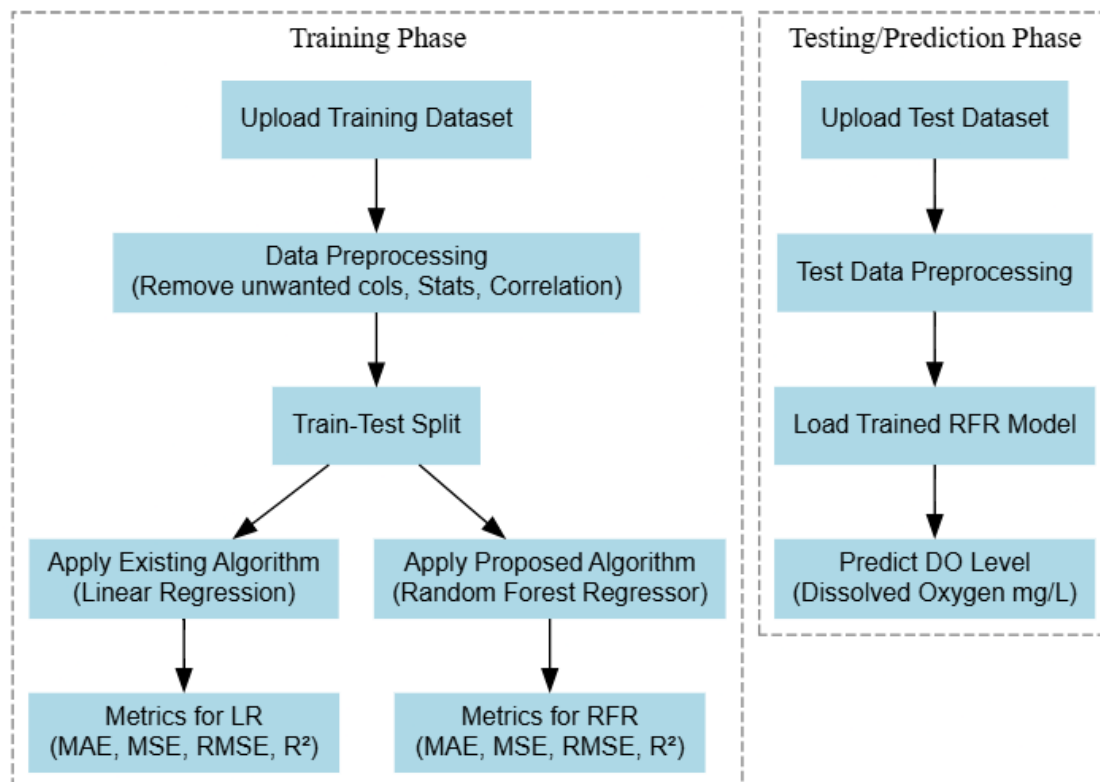 Training Phase
Upload Training Dataset
Data Preprocessing
(Remove unwanted cols, Stats, Correlation)
Train-Test Split
Apply Existing Algorithm
(Linear Regression)
Apply Proposed Algorithm
(Random Forest Regressor)
Metrics for LR
(MAE, MSE, RMSE, R²)
Metrics for RFR
(MAE, MSE, RMSE, R²)
Testing/Prediction Phase
Upload Test Dataset
Test Data Preprocessing
Load Trained RFR Model
Predict DO Level
(Dissolved Oxygen mg/L)